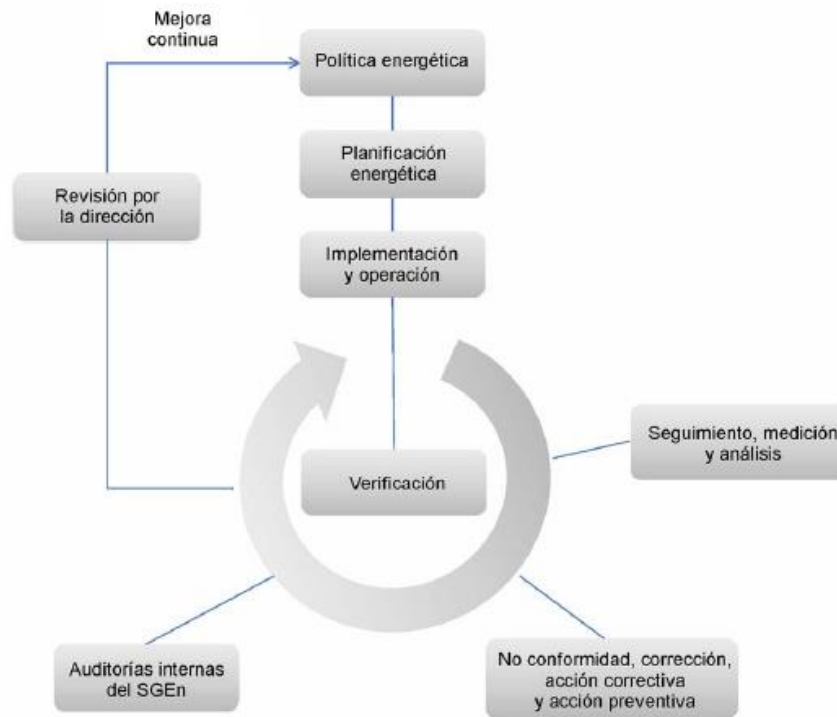 Mejora
continua
Política energética
Planificación
energética
Revisión por
la dirección
Implementación
y operación
Seguimiento, medición
y análisis
Verificación
Auditorías internas
del SGEn
No conformidad, corrección,
acción correctiva
y acción preventiva